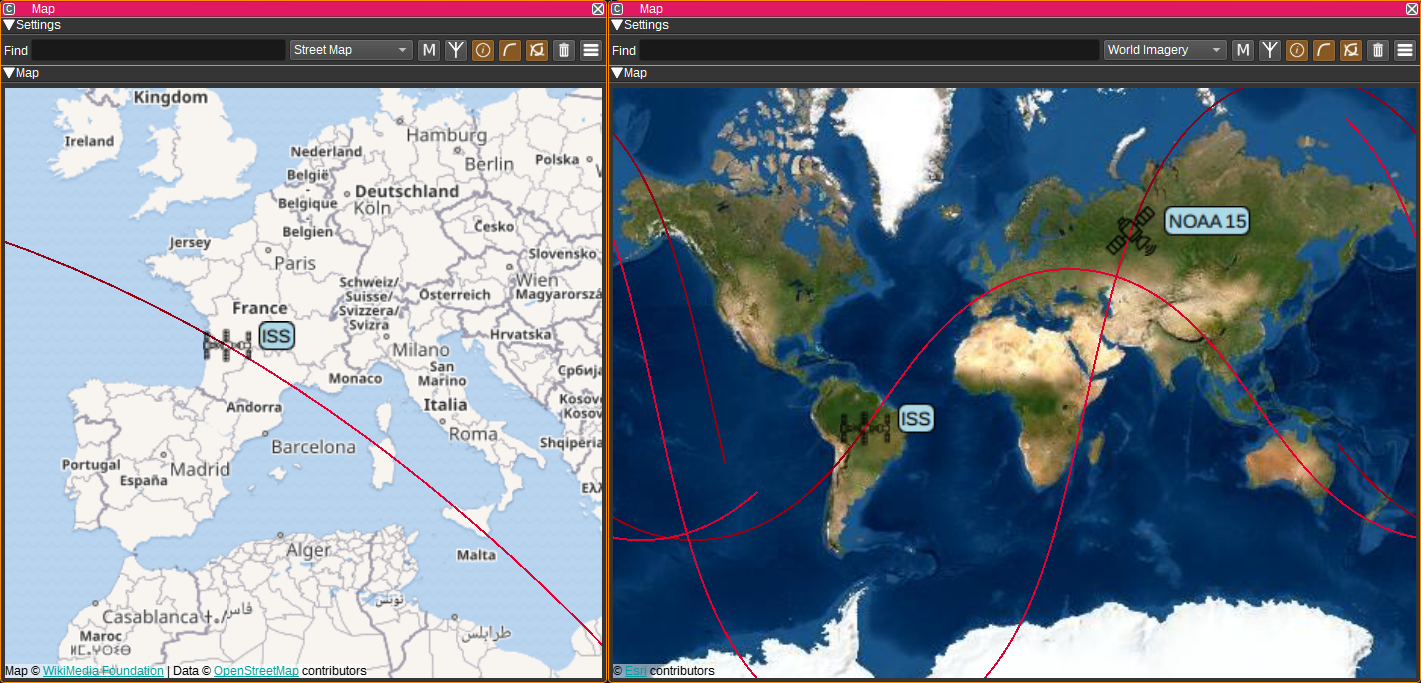 C Map
Settings
Find Street Map M
Map
Kingdom
Ireland
Hamburg
Nederland
Berlin
Polska
België
-
Belgique
-
Belgien
Deutschland
Köln
Česko
Jersey
Paris
Slovensko
Wien
Schweiz/
Suisse/
Svizzera/
Svizra
Österreich
Magyarorszá
France
ISS
Hrvatska
Milano
San
Marino
Monaco
Србија
Italia
Kosovo
Kosov
Andorra
Roma
Barcelona
Shqipëria
Portugal
Madrid
España
Ελλ
Alger
Malta
Casablanca
فاس
تونس
طرابلس
Maroc
Map © WikiMedia Foundation | Data © OpenStreetMap contributors
C Map
Settings
Find World Imagery M
Map
NOAA 15
ISS
© Esri contributors